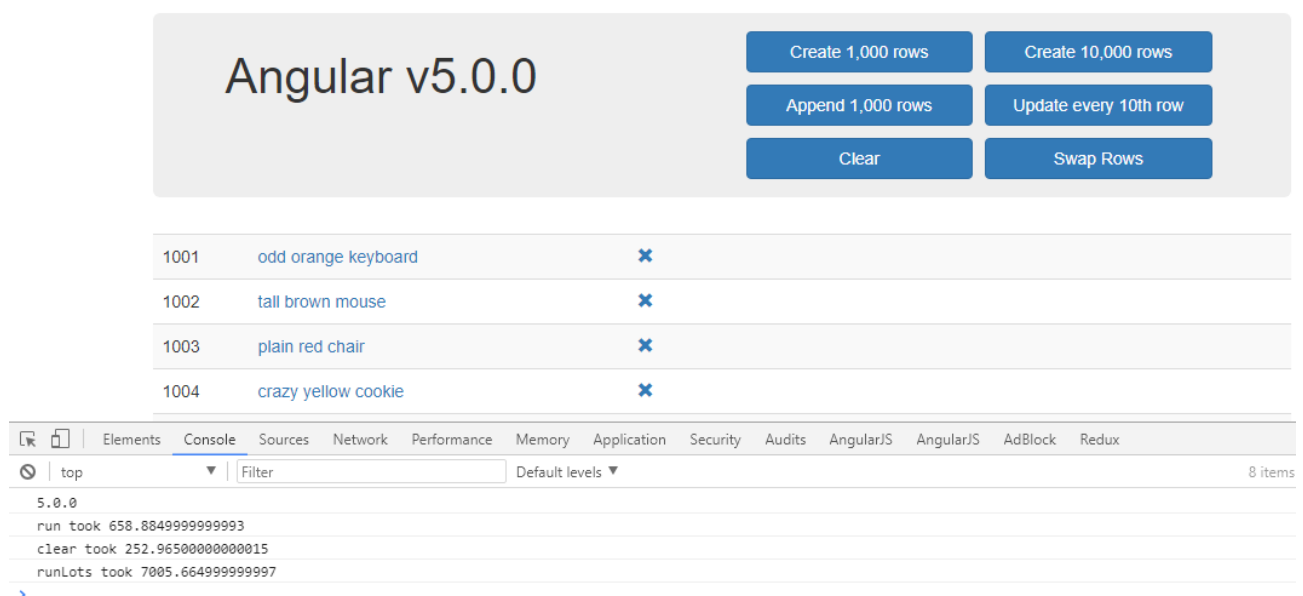 Angular v5.0.0
Create 1,000 rows
Create 10,000 rows
Append 1,000 rows
Update every 10th row
Clear
Swap Rows
1001 odd orange keyboard
1002 tall brown mouse
1003 plain red chair
1004 crazy yellow cookie
Elements Console Sources Network Performance Memory Application Security Audits AngularJS AngularJS AdBlock Redux
top Filter Default levels 8 items
5.0.0
run took 658.8849999999993
clear took 252.96500000000015
runLots took 7005.664999999997